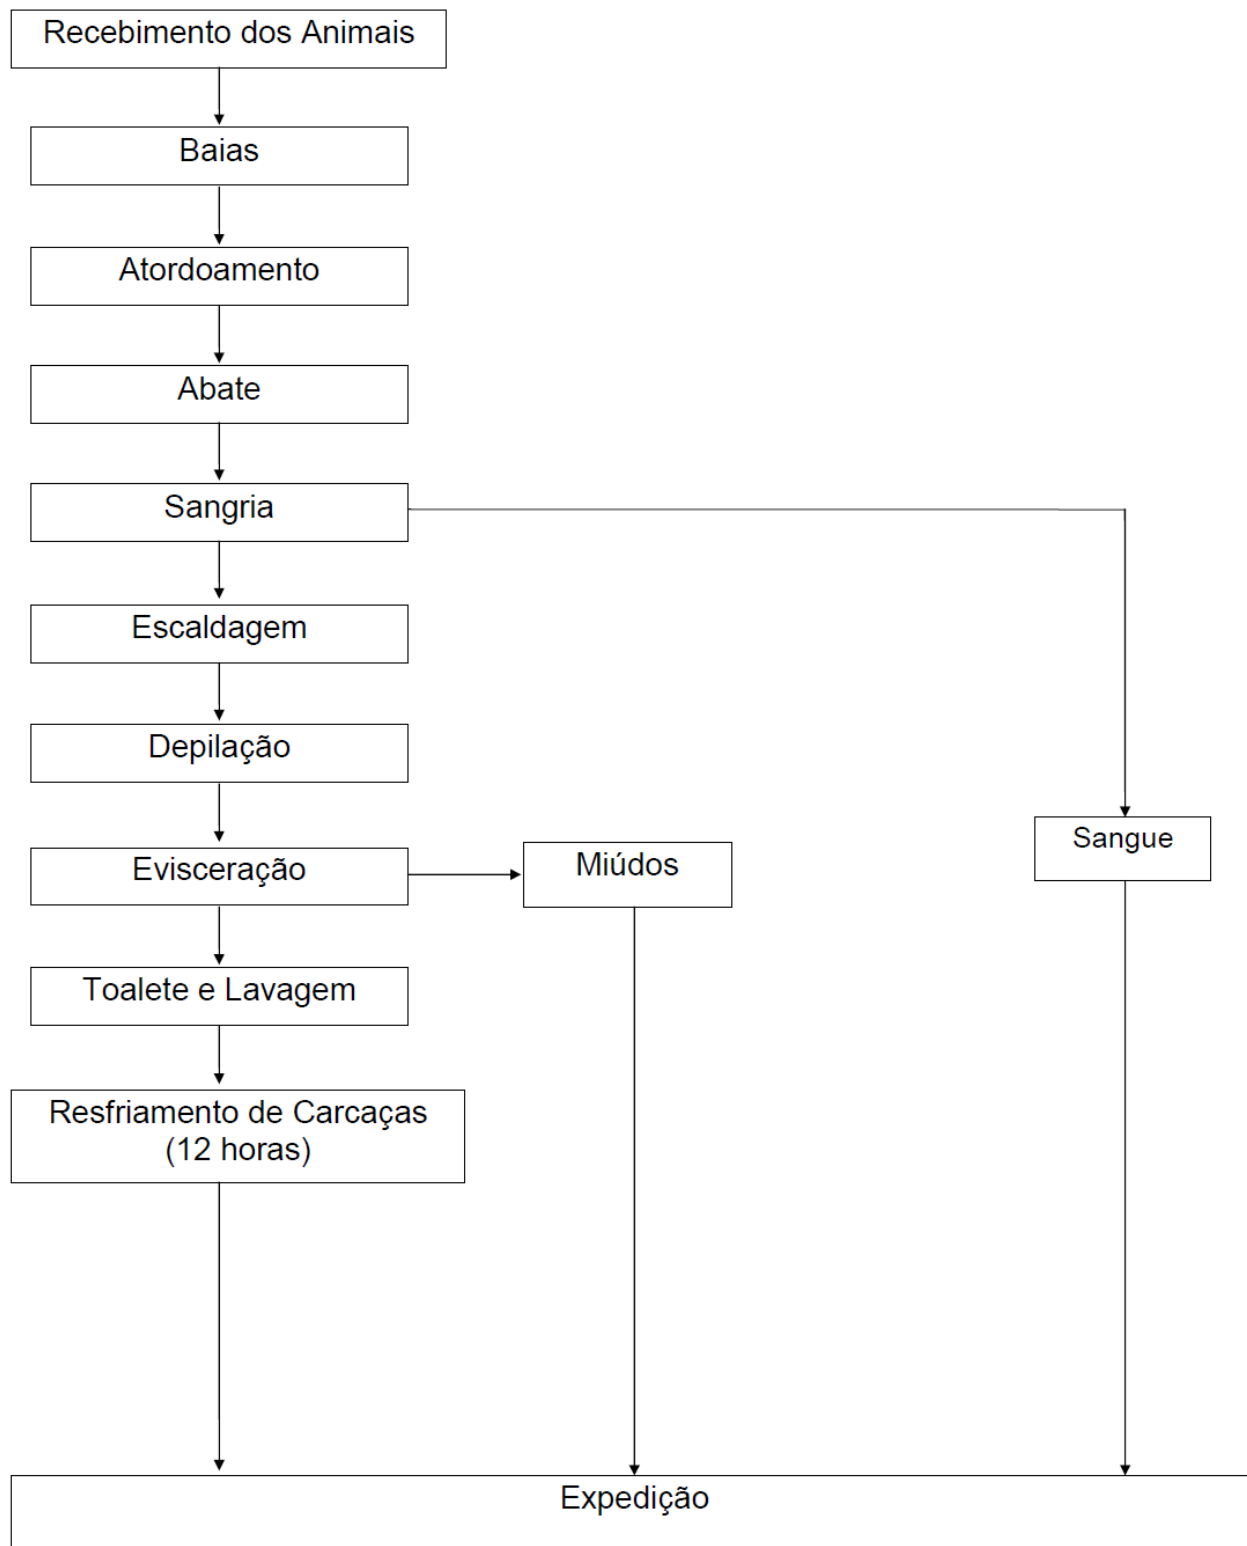 Recebimento dos Animais
Baias
Atordoamento
Abate
Sangria
Escaldagem
Depilação
Evisceração
Miúdos
Sangue
Toalete e Lavagem
Resfriamento de Carcaças
(12 horas)
Expedição